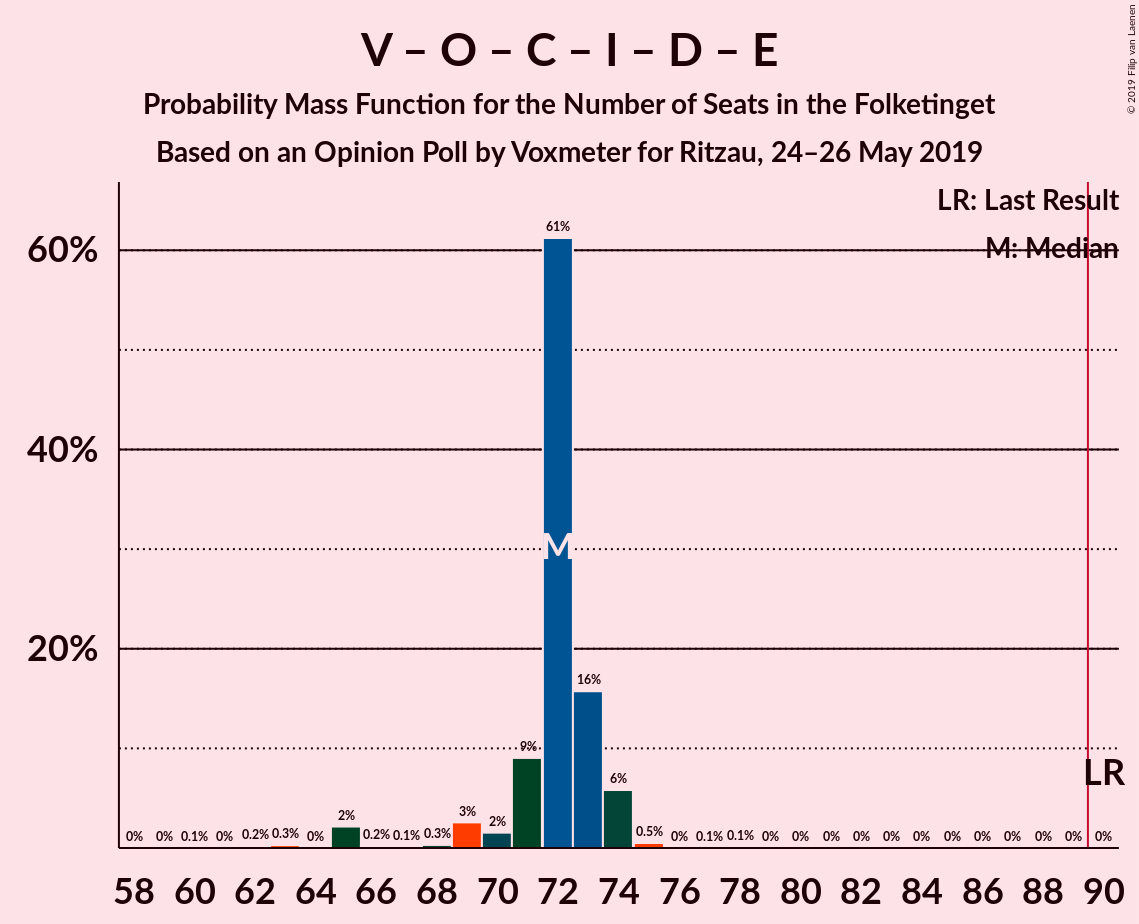 V – O – C – I – D – E
Probability Mass Function for the Number of Seats in the Folketinget
Based on an Opinion Poll by Voxmeter for Ritzau, 24–26 May 2019
© 2019 Filip van Laenen
LR: Last Result
M: Median
60%
40%
20%
0% 0% 0.1% 0% 0.2% 0.3% 0% 2% 0.2% 0.1% 0.3% 3% 2% 9% 61% 16% 6% 0.5% 0% 0.1% 0.1% 0% 0% 0% 0% 0% 0% 0% 0% 0% 0% 0% 0%
M
LR
58 60 62 64 66 68 70 72 74 76 78 80 82 84 86 88 90